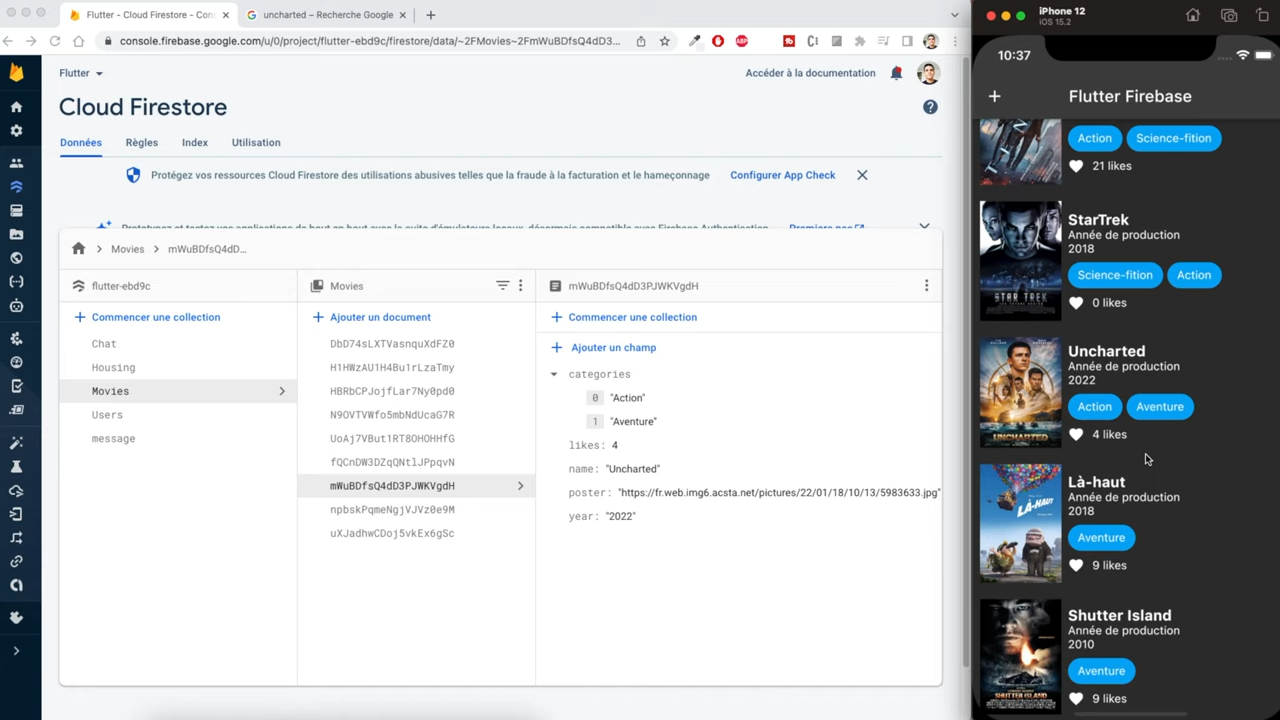 Flutter - Cloud Firestore - Con
uncharted – Recherche Google
console.firebase.google.com/u/0/project/flutter-ebd9c/firestore/data/~2FMovies~2FmWuBDfsQ4dD3...
ABP
Flutter
Accéder à la documentation
Cloud Firestore
Données
Règles
Index
Utilisation
Protégez vos ressources Cloud Firestore des utilisations abusives telles que la fraude à la facturation et le hameçonnage
Configurer App Check
Movies
mWuBDfsQ4dD...
flutter-ebd9c
Movies
mWuBDfsQ4dD3PJWKVgdH
Commencer une collection
Ajouter un document
Commencer une collection
Chat
Housing
Movies
Users
message
DbD74sLXTVasnquXdFZ0
H1HWzAU1H4Bu1rLzaTmy
HBRbCPJojfLar7Ny0pd0
N9OVTVWfo5mbNdUcaG7R
UoAj7VBut1RT8OHOHHfG
fQCnDW3DZqQNtlJPpqvN
mWuBDfsQ4dD3PJWKVgdH
npbskPqmeNgjVJVz0e9M
uXJadhwCDoj5vkEx6gSc
Ajouter un champ
categories
0 "Action"
1 "Aventure"
likes: 4
name: "Uncharted"
poster: "https://fr.web.img6.acsta.net/pictures/22/01/18/10/13/5983633.jpg"
year: "2022"
iPhone 12
iOS 15.2
10:37
Flutter Firebase
Action
Science-fition
21 likes
StarTrek
Année de production
2018
Science-fition
Action
0 likes
STAR TREK
Uncharted
Année de production
2022
Action
Aventure
4 likes
UNCHARTED
Là-haut
Année de production
2018
Aventure
9 likes
LÀ-HAUT
Shutter Island
Année de production
2010
Aventure
9 likes
SHUTTER ISLAND